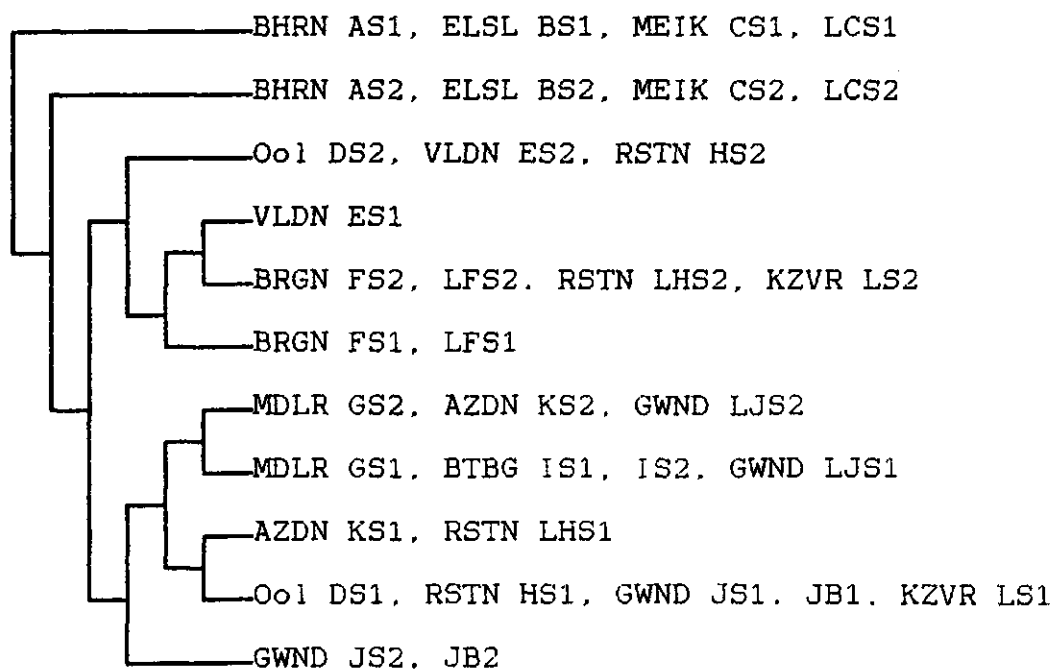 BHRN AS1, ELSL BS1, MEIK CS1, LCS1
BHRN AS2, ELSL BS2, MEIK CS2, LCS2
Ool DS2, VLDN ES2, RSTN HS2
VLDN ES1
BRGN FS2, LFS2. RSTN LHS2, KZVR LS2
BRGN FS1, LFS1
MDLR GS2, AZDN KS2, GWND LJS2
MDLR GS1, BTBG IS1, IS2, GWND LJS1
AZDN KS1, RSTN LHS1
Ool DS1, RSTN HS1, GWND JS1. JB1. KZVR LS1
GWND JS2, JB2